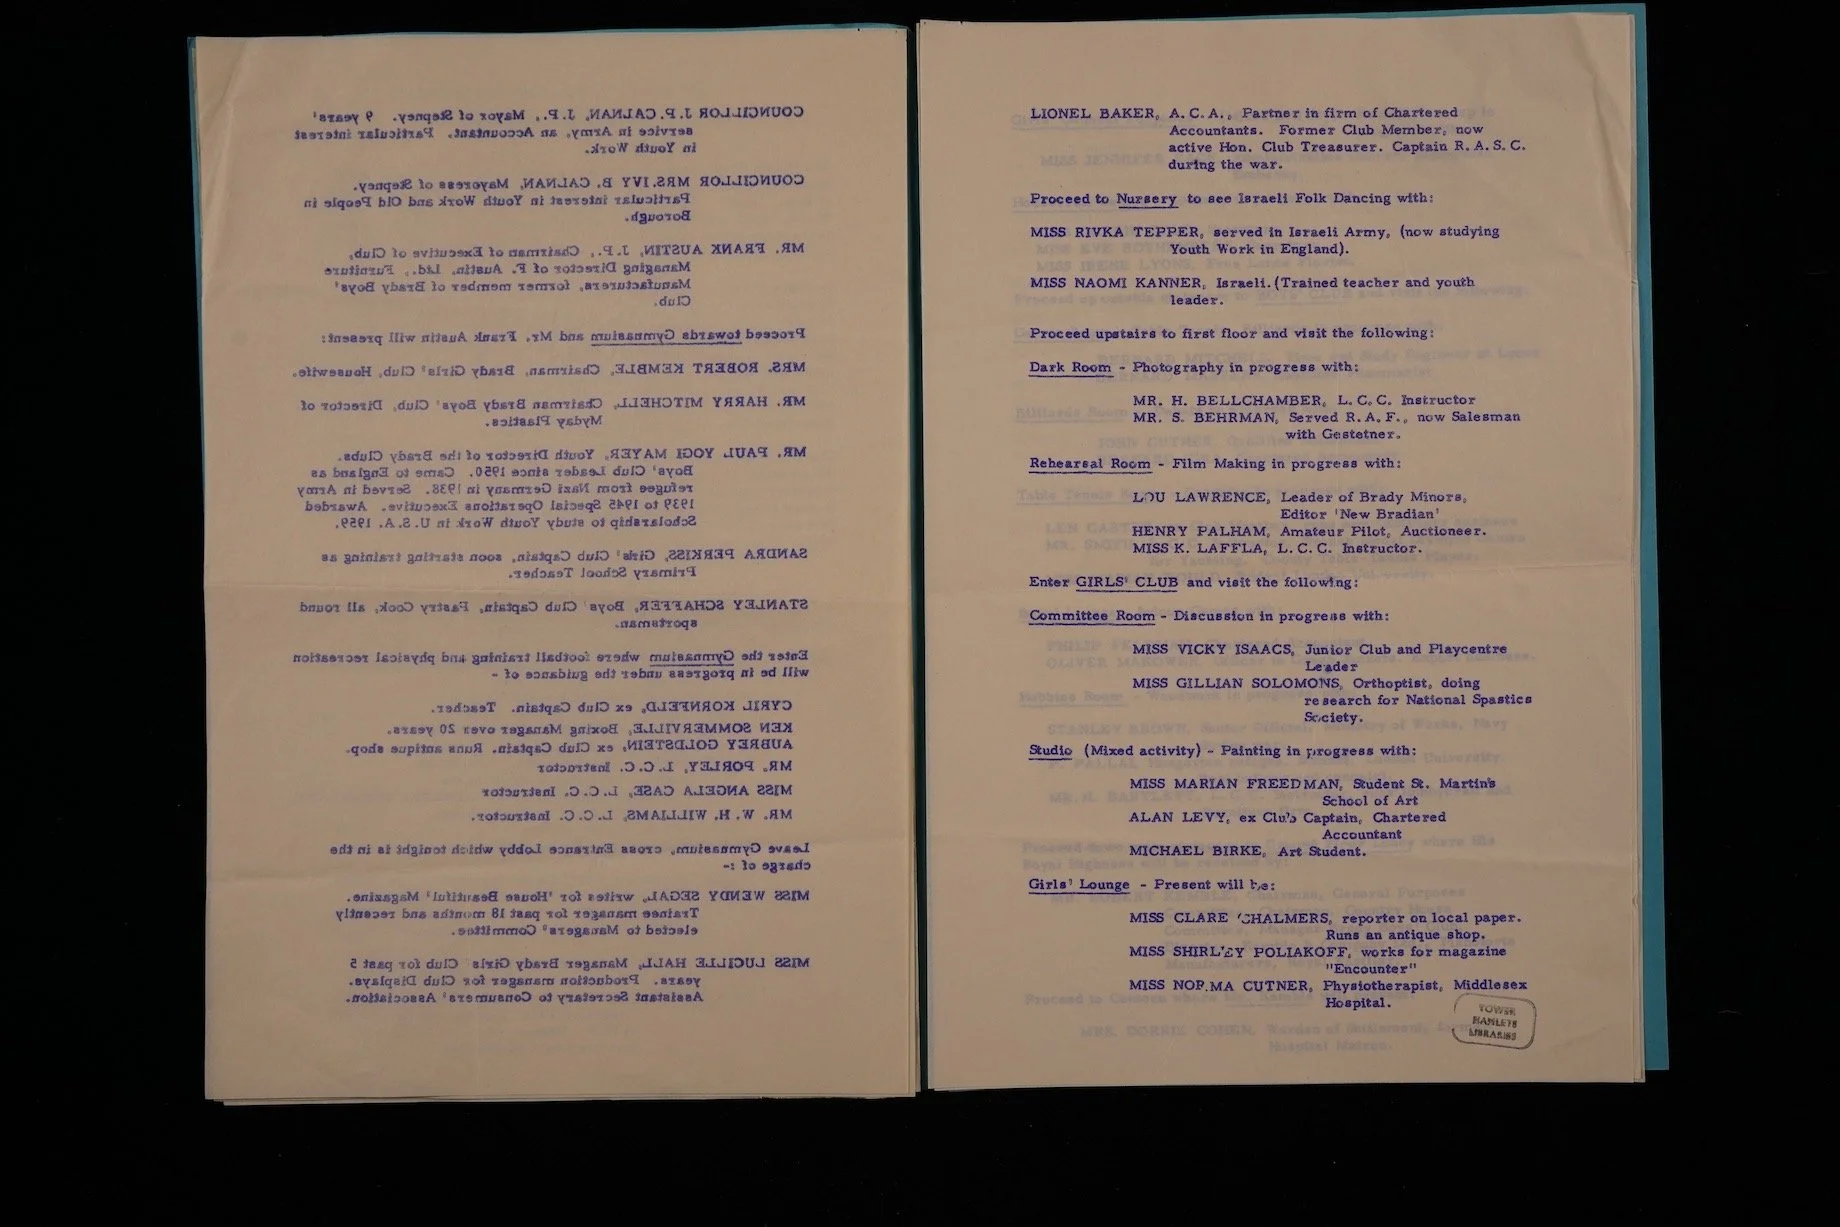 COUNCILLOR J.P. CALNAN, J.P., Mayor of Stepney. 9 years'
service in Army, an Accountant. Particular interest
in Youth Work.
COUNCILLOR MRS. IVY B. CALNAN, Mayoress of Stepney.
Particular interest in Youth Work and Old People in
Borough.
MR. FRANK AUSTIN, J.P., Chairman of Executive of Club,
Managing Director of F. Austin, Ltd., Furniture
Manufacturers, former member of Brady Boys'
Club.
Proceed towards Gymnasium and Mr. Frank Austin will present:
MRS. ROBERT KEMBLE, Chairman, Brady Girls' Club, Housewife.
MR. HARRY MITCHELL, Chairman Brady Boys' Club, Director of
Myday Plastics.
MR. PAUL YOGI MAYER, Youth Director of the Brady Clubs.
Boys' Club Leader since 1950. Came to England as
refugee from Nazi Germany in 1938. Served in Army
1939 to 1945 Special Operations Executive. Awarded
Scholarship to study Youth Work in U.S.A. 1959.
SANDRA PERKISS, Girls' Club Captain, soon starting training as
Primary School Teacher.
STANLEY SCHAFFER, Boys' Club Captain, Pastry Cook, all round
sportsman.
Enter the Gymnasium where football training and physical recreation
will be in progress under the guidance of -
CYRIL KORNFELD, ex Club Captain. Teacher.
KEN SOMMERVILLE, Boxing Manager over 20 years.
AUBREY GOLDSTEIN, ex Club Captain. Runs antique shop.
MR. PORLEY, L.C.C. Instructor
MISS ANGELA CASE, L.C.C. Instructor
MR. W.H. WILLIAMS, L.C.C. Instructor.
Leave Gymnasium, cross Entrance Lobby which tonight is in the
charge of :-
MISS WENDY SEGAL, writes for 'House Beautiful' Magazine.
Trainee manager for past 18 months and recently
elected to Managers' Committee.
MISS LUCILLE HALL, Manager Brady Girls' Club for past 5
years. Production manager for Club Displays.
Assistant Secretary to Consumers' Association.
LIONEL BAKER, A.C.A., Partner in firm of Chartered
Accountants. Former Club Member, now
active Hon. Club Treasurer. Captain R.A.S.C.
during the war.
Proceed to Nursery to see Israeli Folk Dancing with:
MISS RIVKA TEPPER, served in Israeli Army, (now studying
Youth Work in England).
MISS NAOMI KANNER, Israeli. (Trained teacher and youth
leader.
Proceed upstairs to first floor and visit the following:
Dark Room - Photography in progress with:
MR. H. BELLCHAMBER, L.C.C. Instructor
MR. S. BEHRMAN, Served R.A.F., now Salesman
with Gestetner.
Rehearsal Room - Film Making in progress with:
LOU LAWRENCE, Leader of Brady Minors,
Editor 'New Bradian'
HENRY PALHAM, Amateur Pilot, Auctioneer.
MISS K. LAFFLA, L.C.C. Instructor.
Enter GIRLS' CLUB and visit the following:
Committee Room - Discussion in progress with:
MISS VICKY ISAACS, Junior Club and Playcentre
Leader
MISS GILLIAN SOLOMONS, Orthoptist, doing
research for National Spastics
Society.
Studio (Mixed activity) - Painting in progress with:
MISS MARIAN FREEDMAN, Student St. Martin's
School of Art
ALAN LEVY, ex Club Captain, Chartered
Accountant
MICHAEL BIRKE, Art Student.
Girls' Lounge - Present will be:
MISS CLARE CHALMERS, reporter on local paper.
Runs an antique shop.
MISS SHIRLEY POLIAKOFF, works for magazine
"Encounter"
MISS NORMA CUTNER, Physiotherapist, Middlesex
Hospital.
TOWER
HAMLETS
LIBRARIES